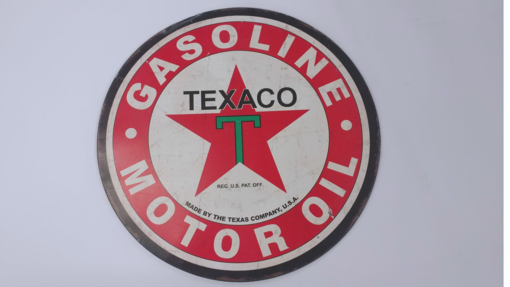 GASOLINE
TEXACO
T
REG. U.S. PAT. OFF.
MADE BY THE TEXAS COMPANY, U.S.A.
MOTOR OIL